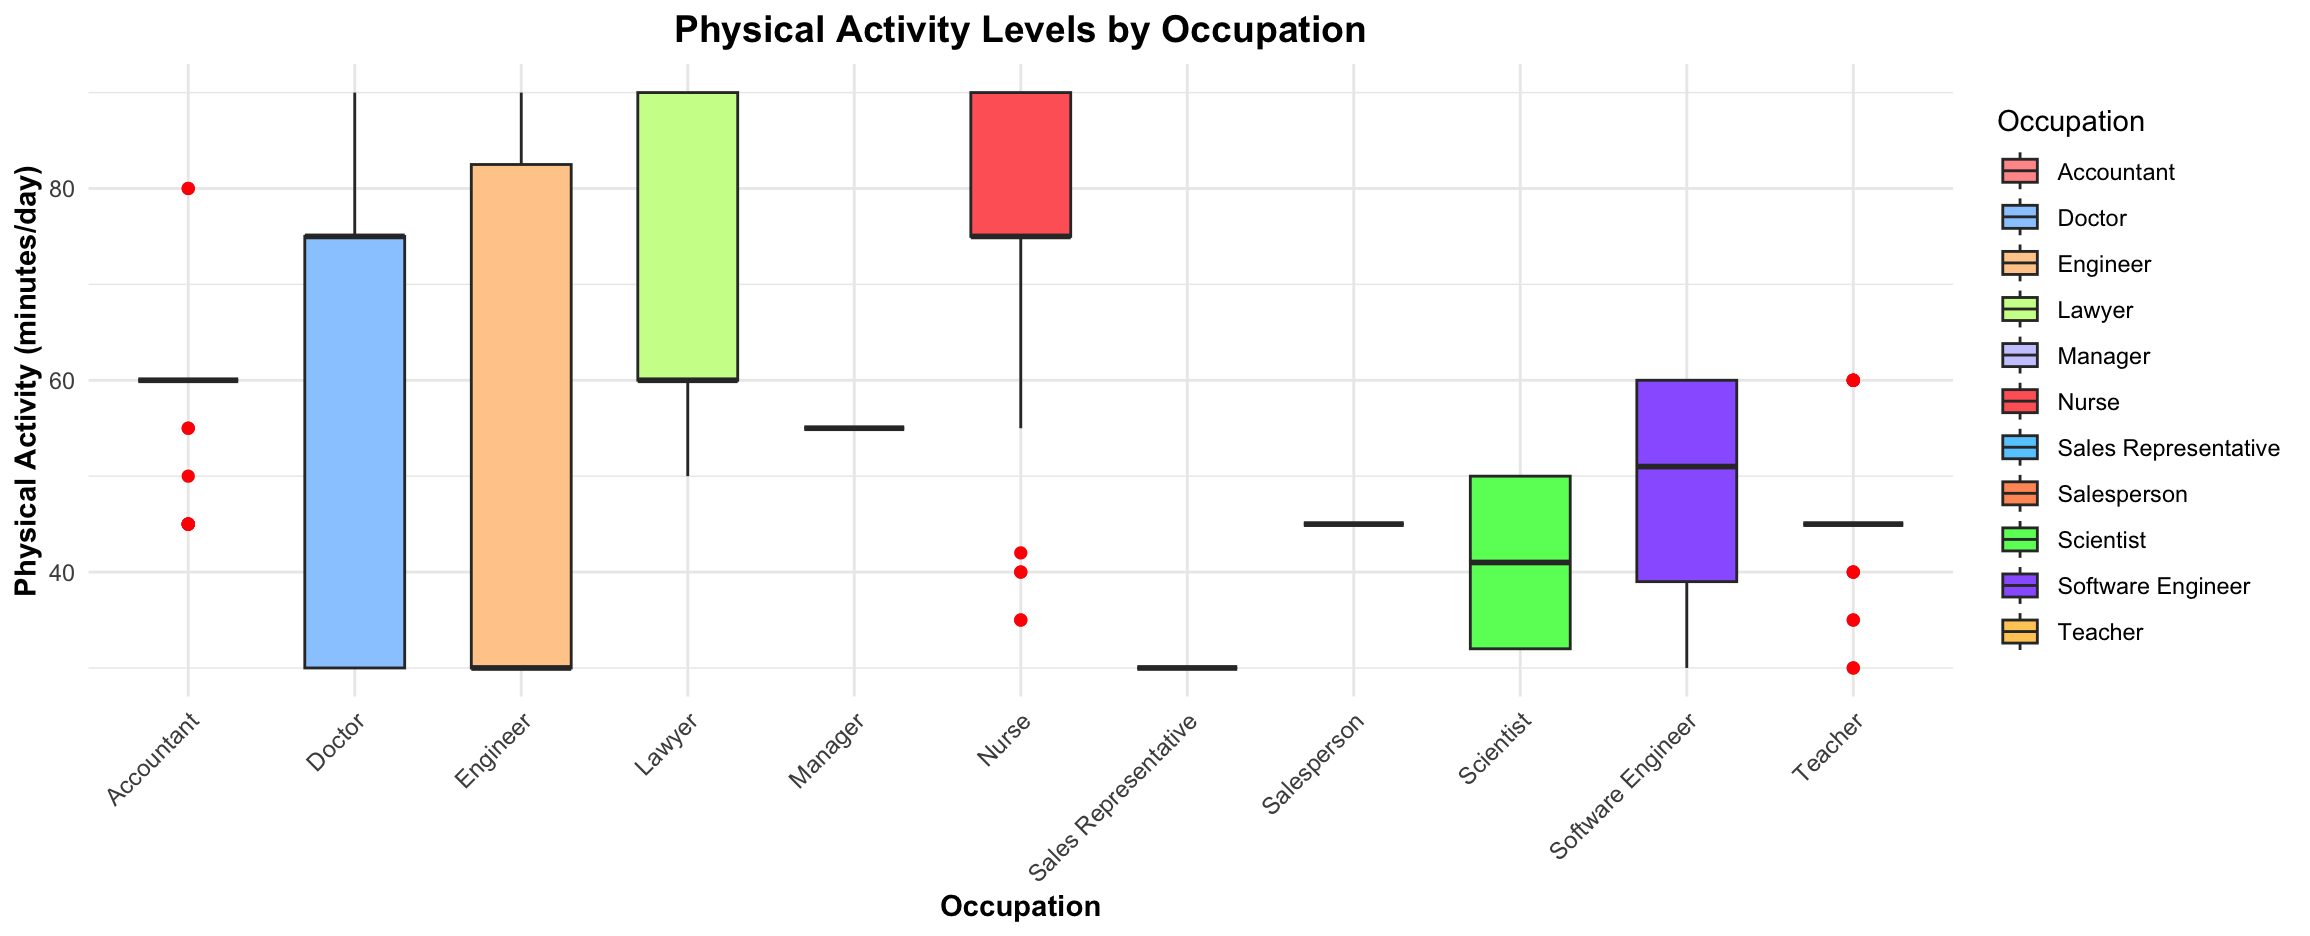 Physical Activity Levels by Occupation
Physical Activity (minutes/day)
80
60
40
Accountant
Doctor
Engineer
Lawyer
Manager
Nurse
Sales Representative
Salesperson
Scientist
Software Engineer
Teacher
Occupation
Occupation
Accountant
Doctor
Engineer
Lawyer
Manager
Nurse
Sales Representative
Salesperson
Scientist
Software Engineer
Teacher